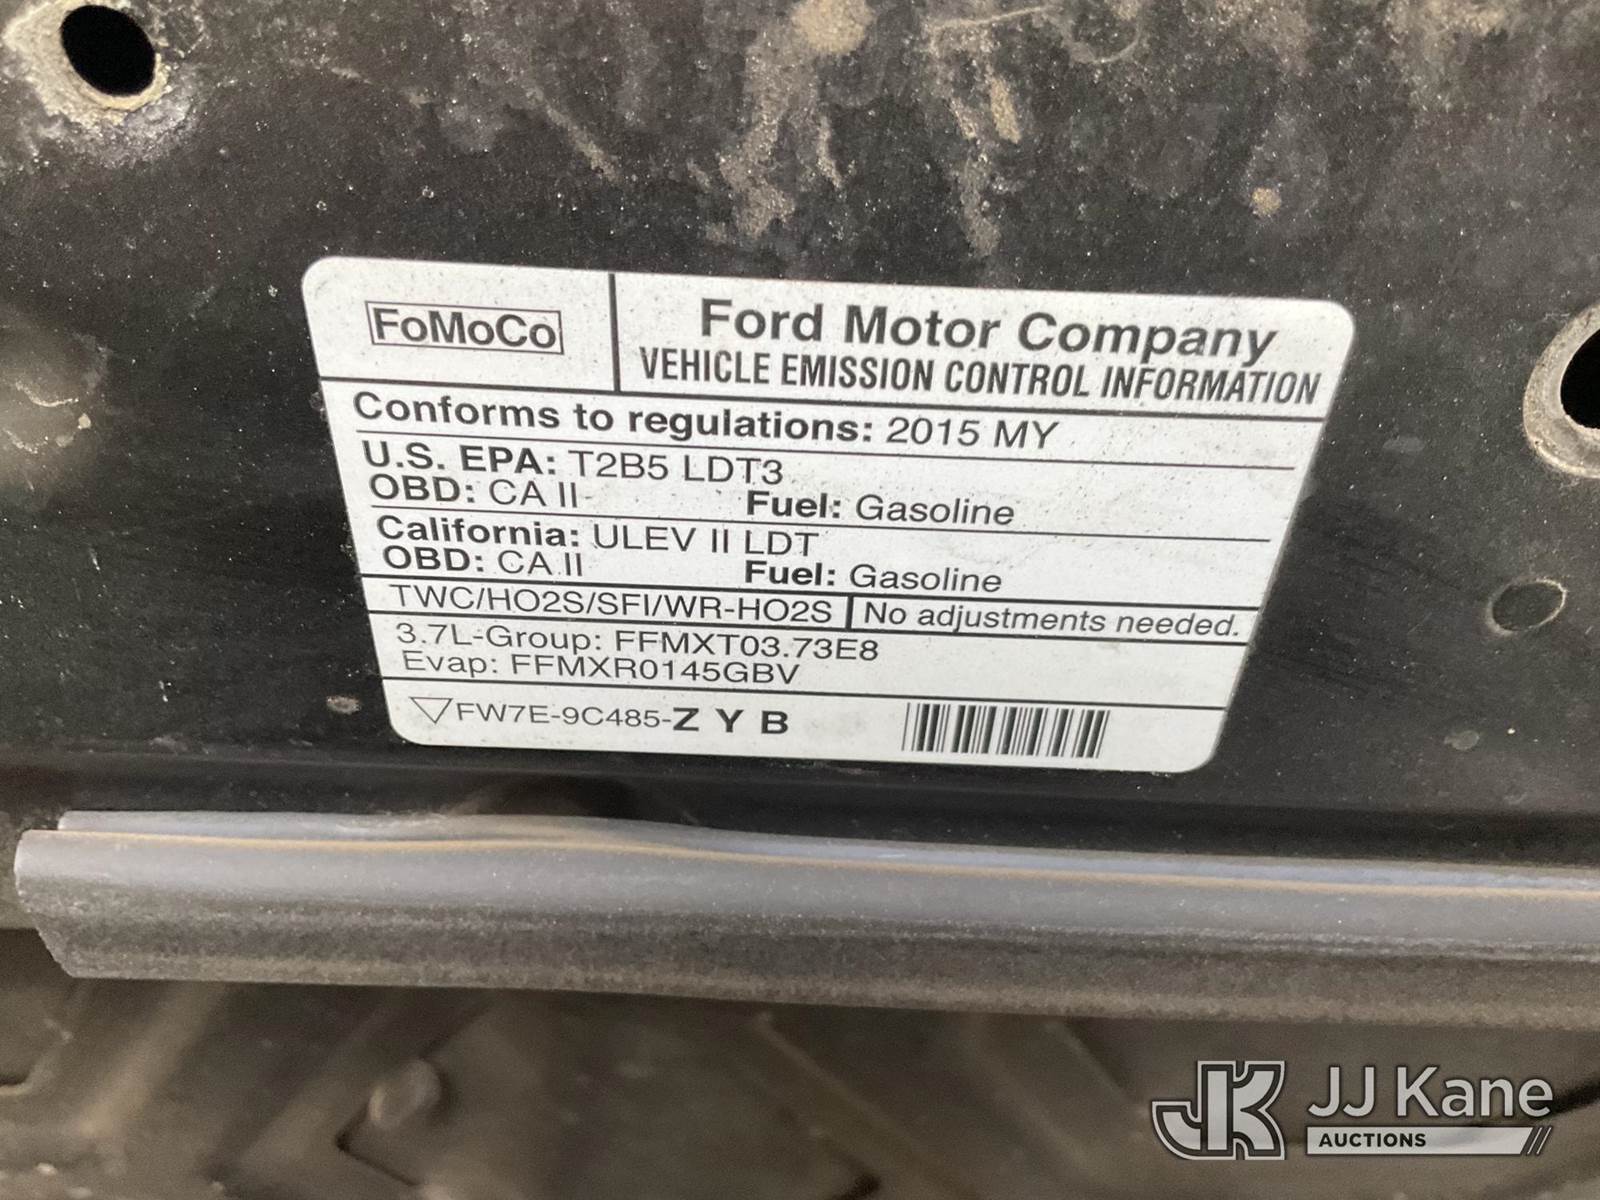 FoMoCo
Ford Motor Company
VEHICLE EMISSION CONTROL INFORMATION
Conforms to regulations: 2015 MY
U.S. EPA: T2B5 LDT3
OBD: CA II Fuel: Gasoline
California: ULEV II LDT
OBD: CA II Fuel: Gasoline
TWC/HO2S/SFI/WR-HO2S No adjustments needed.
3.7L-Group: FFMXT03.73E8
Evap: FFMXR0145GBV
FW7E-9C485-Z Y B
JK JJ Kane
AUCTIONS